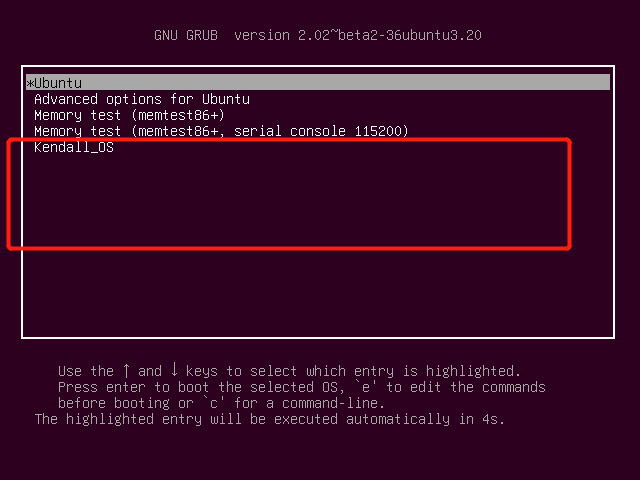 GNU GRUB version 2.02~beta2-36ubuntu3.20
*Ubuntu
Advanced options for Ubuntu
Memory test (memtest86+)
Memory test (memtest86+, serial console 115200)
Kendall_OS
Use the ↑ and ↓ keys to select which entry is highlighted.
Press enter to boot the selected OS, `e' to edit the commands
before booting or `c' for a command-line.
The highlighted entry will be executed automatically in 4s.